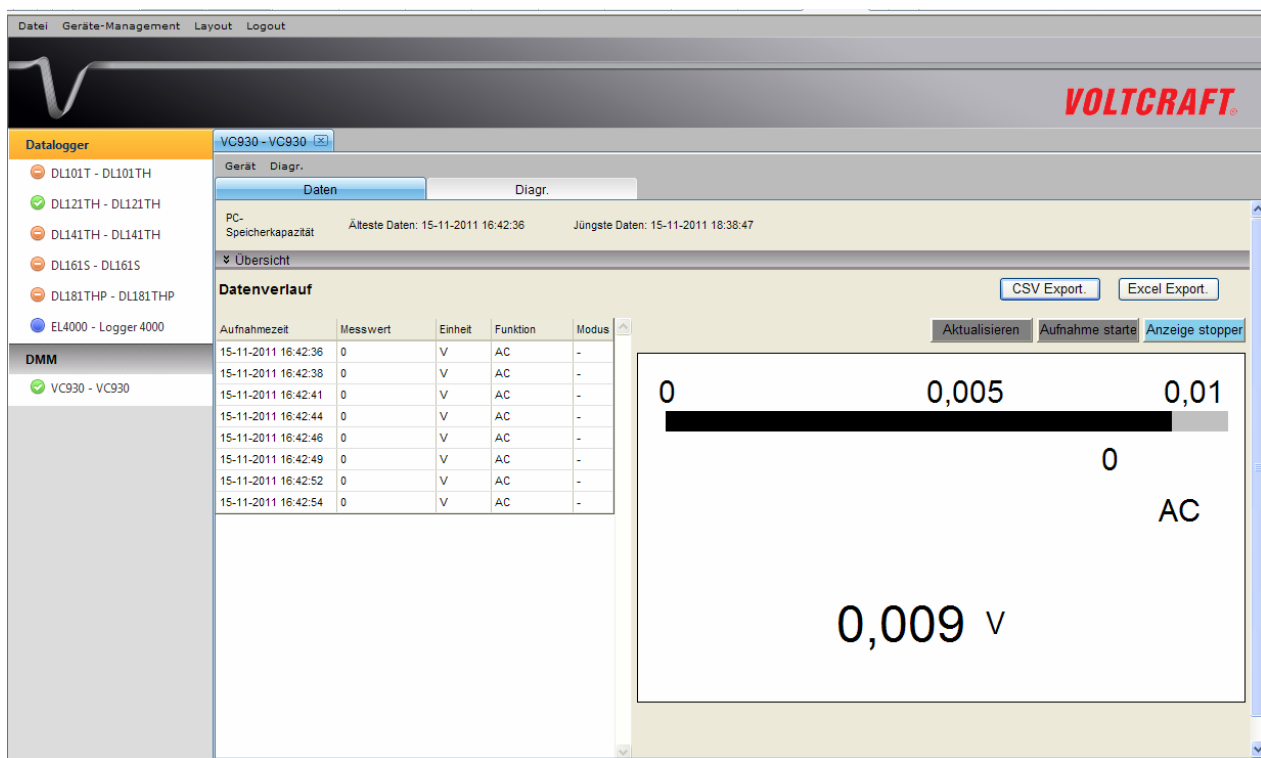 Datei Geräte-Management Layout Logout
VOLTCRAFT®
Datalogger
DL101T - DL101TH
DL121TH - DL121TH
DL141TH - DL141TH
DL161S - DL161S
DL181THP - DL181THP
EL4000 - Logger 4000
DMM
VC930 - VC930
VC930 - VC930
Gerät Diagr.
Daten Diagr.
PC-
Speicherkapazität Älteste Daten: 15-11-2011 16:42:36 Jüngste Daten: 15-11-2011 18:38:47
Übersicht
Datenverlauf CSV Export. Excel Export.
Aktualisieren Aufnahme starte Anzeige stopper
Aufnahmezeit Messwert Einheit Funktion Modus
15-11-2011 16:42:36 0 V AC -
15-11-2011 16:42:38 0 V AC -
15-11-2011 16:42:41 0 V AC -
15-11-2011 16:42:44 0 V AC -
15-11-2011 16:42:46 0 V AC -
15-11-2011 16:42:49 0 V AC -
15-11-2011 16:42:52 0 V AC -
15-11-2011 16:42:54 0 V AC -
0 0,005 0,01
0
AC
0,009 V